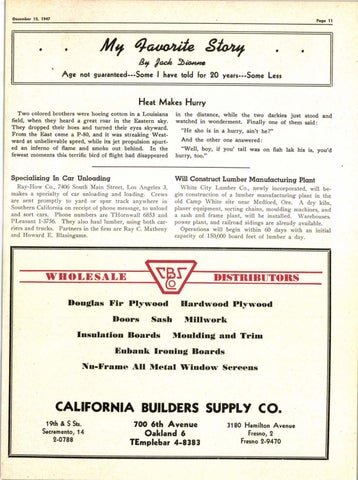 December 15, 1947
Page 11
My Favorite Story
By Jack Dionne
Age not guaranteed---Some I have told for 20 years---Some Less
Heat Makes Hurry
Two colored brothers were hoeing cotton in a Louisiana
field, when they heard a great roar in the Eastern sky.
They dropped their hoes and turned their eyes skyward.
From the East came a P-80, and it was streaking West-
ward at unbelievable speed, while its jet propulsion spurt-
ed an inferno of flame and smoke out behind. In the
fewest moments this terrific bird of flight had disappeared
in the distance, while the two darkies just stood and
watched in wonderment. Finally one of them said:
"He sho is in a hurry, ain't he?"
And the other one answered:
"Well, boy, if you' tail was on fiah lak his is, you'd
hurry, too."
Specializing In Car Unloading
Ray-How Co., 7406 South Main Street, Los Angeles 3,
makes a specialty of car unloading and loading. Crews
are sent promptly to yard or spur track anywhere in
Southern California on receipt of phone message, to unload
and sort cars. Phone numbers are THornwall 6853 and
PLeasant 1-3756. They also haul lumber, using both car-
riers and trucks. Partners in the firm are Ray C. Matheny
and Howard E. Blasingame.
Will Construct Lumber Manufacturing Plant
White City Lumber Co., newly incorporated, will be-
gin construction of a lumber manufacturing plant in the
old Camp White site near Medford, Ore. A dry kiln,
planer equipment, sorting chains, moulding machines, and
a sash and frame plant, will be installed. Warehouses,
power plant, and railroad sidings are already available.
Operations will begin within 60 days with an initial
capacity of 150,000 board feet of lumber a day.
WHOLESALE CBS CO DISTRIBUTORS
Douglas Fir Plywood Hardwood Plywood
Doors Sash Millwork
Insulation Boards Moulding and Trim
Eubank Ironing Boards
Nu-Frame All Metal Window Screens
CALIFORNIA BUILDERS SUPPLY CO.
19th & S Sts.
Sacramento, 14
2-0788
700 6th Avenue
Oakland 6
TEmplebar 4-8383
3180 Hamilton Avenue
Fresno, 2
Fresno 2-9470